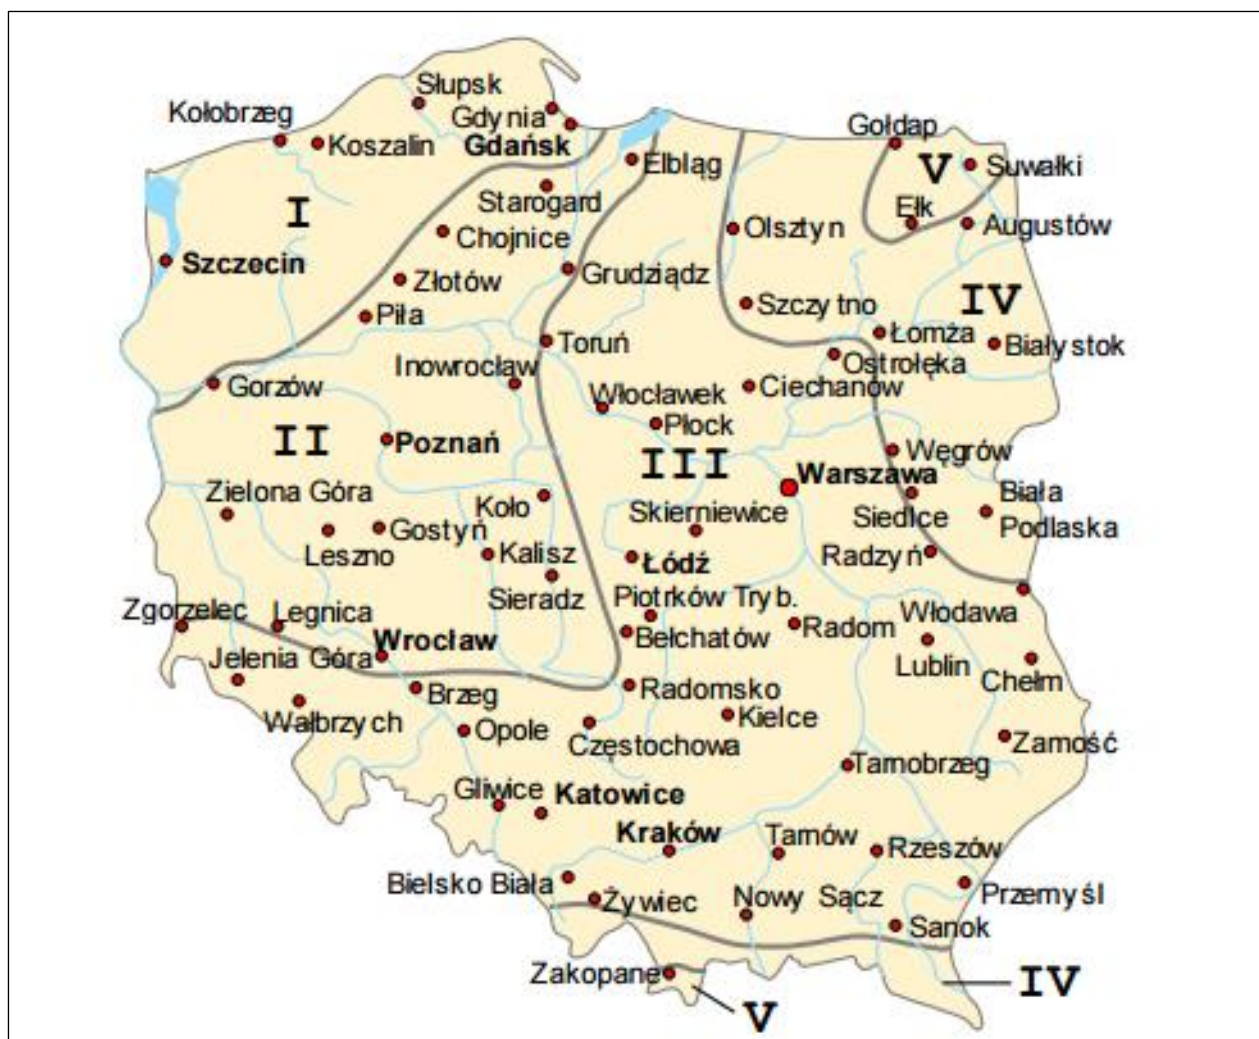 Słupsk
Kołobrzeg
Gdynia
Koszalin
Gdańsk
Gołdap
Elbląg
V
Suwałki
Starogard
I
Ełk
Chojnice
Olsztyn
Augustów
Szczecin
Złotów
Grudziądz
IV
Szczytno
Piła
Łomża
Toruń
Białystok
Inowrocław
Ostrołęka
Gorzów
Włocławek
Ciechanów
Płock
II
Poznań
Węgrów
III
Warszawa
Zielona Góra
Koło
Skierniewice
Siedlce
Biała
Podlaska
Gostyń
Leszno
Kalisz
Łódź
Radzyń
Sieradz
Piotrków Tryb.
Zgorzelec
Legnica
Włodawa
Wrocław
Bełchatów
Radom
Jelenia Góra
Lublin
Chełm
Brzeg
Radomsko
Wałbrzych
Opole
Kielce
Częstochowa
Zamość
Tarnobrzeg
Gliwice
Katowice
Kraków
Tarnów
Rzeszów
Bielsko Biała
Żywiec
Nowy Sącz
Przemyśl
Sanok
Zakopane
IV
V